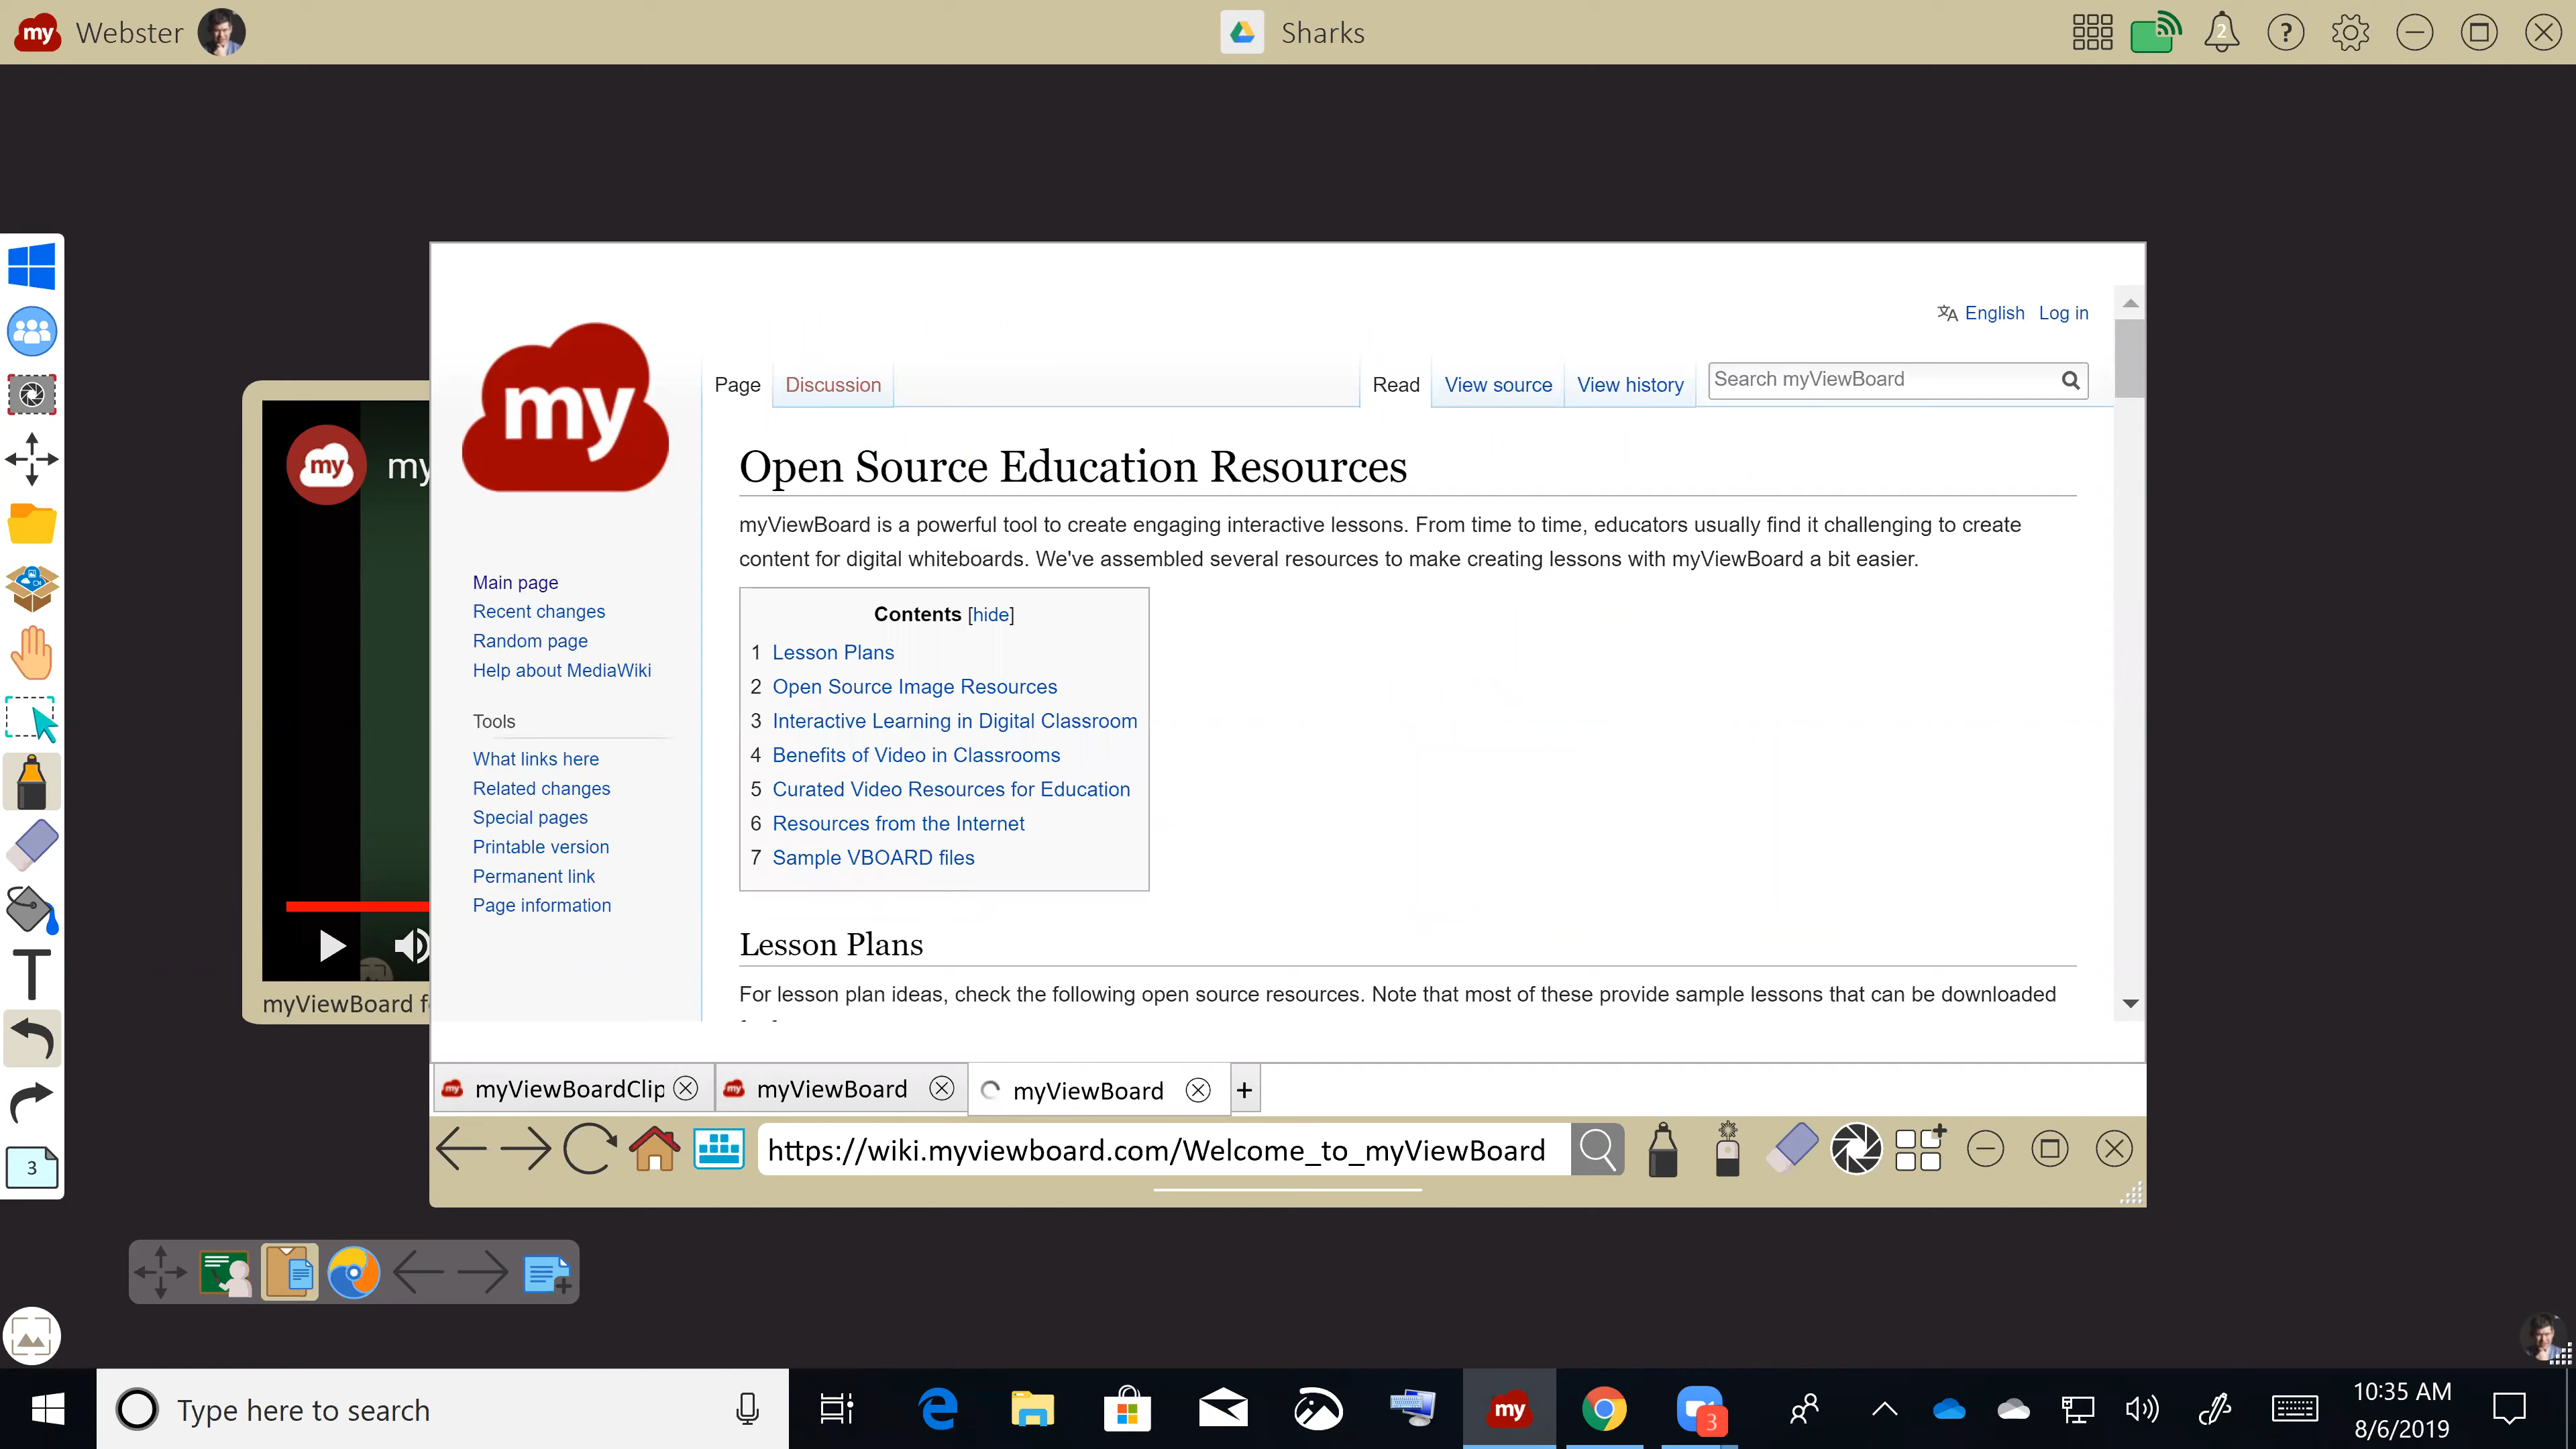 my Webster
Sharks
2
?
English Log in
my
Page Discussion
Read View source View history
Search myViewBoard
Open Source Education Resources
myViewBoard is a powerful tool to create engaging interactive lessons. From time to time, educators usually find it challenging to create
content for digital whiteboards. We've assembled several resources to make creating lessons with myViewBoard a bit easier.
Contents [hide]
1 Lesson Plans
2 Open Source Image Resources
3 Interactive Learning in Digital Classroom
4 Benefits of Video in Classrooms
5 Curated Video Resources for Education
6 Resources from the Internet
7 Sample VBOARD files
Lesson Plans
For lesson plan ideas, check the following open source resources. Note that most of these provide sample lessons that can be downloaded
Main page
Recent changes
Random page
Help about MediaWiki
Tools
What links here
Related changes
Special pages
Printable version
Permanent link
Page information
my my
myViewBoard f
T
3
my myViewBoardClip
my myViewBoard
myViewBoard
+
https://wiki.myviewboard.com/Welcome_to_myViewBoard
Type here to search
my
3
10:35 AM
8/6/2019